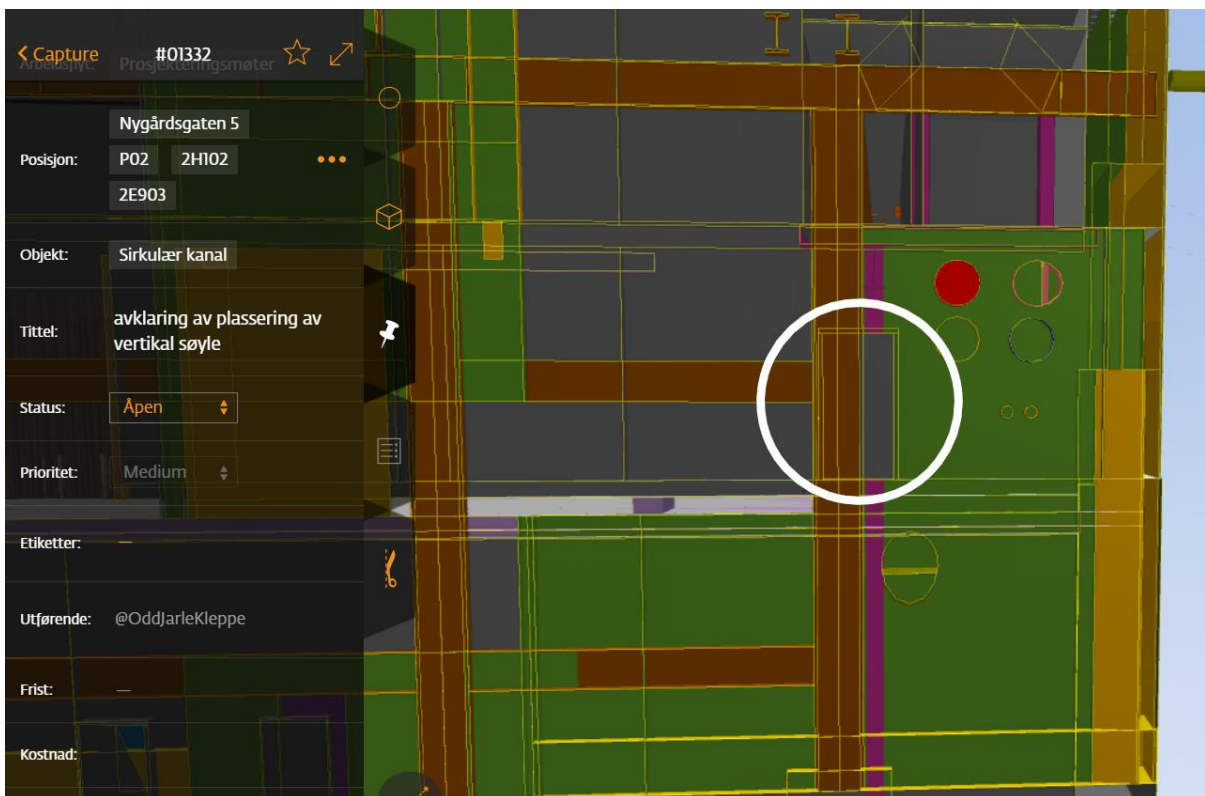 Capture
#01332
Arbeidsflyt: Prosjekteringsmøter
Nygårdsgaten 5
Posisjon: P02 2H102
2E903
Objekt: Sirkulær kanal
Tittel: avklaring av plassering av
vertikal søyle
Status: Åpen
Prioritet: Medium
Etiketter: —
Utførende: @OddJarleKleppe
Frist: —
Kostnad: